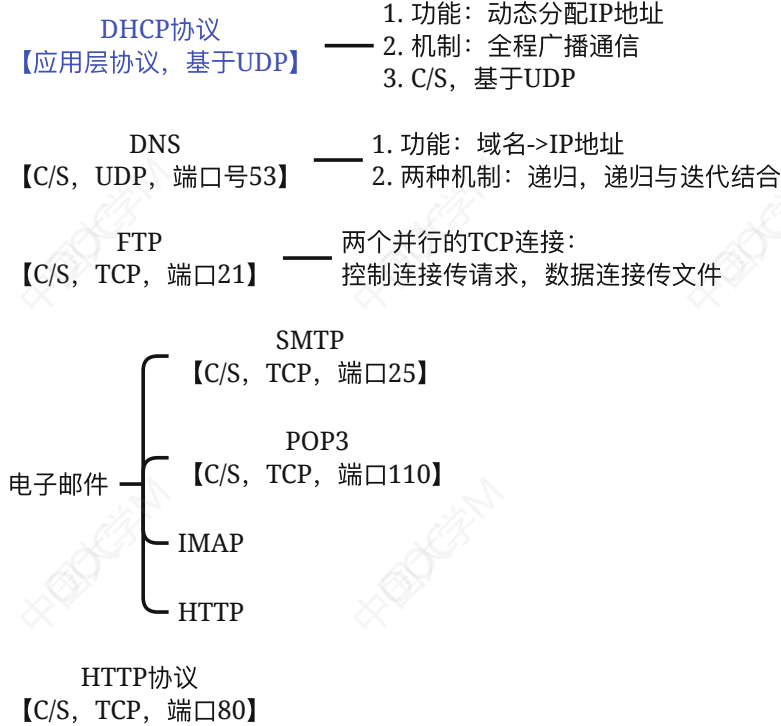 DHCP协议
【应用层协议，基于UDP】
1. 功能：动态分配IP地址
2. 机制：全程广播通信
3. C/S，基于UDP
DNS
【C/S，UDP，端口号53】
1. 功能：域名->IP地址
2. 两种机制：递归，递归与迭代结合
FTP
【C/S，TCP，端口21】
两个并行的TCP连接：
控制连接传请求，数据连接传文件
电子邮件
SMTP
【C/S，TCP，端口25】
POP3
【C/S，TCP，端口110】
IMAP
HTTP
HTTP协议
【C/S，TCP，端口80】